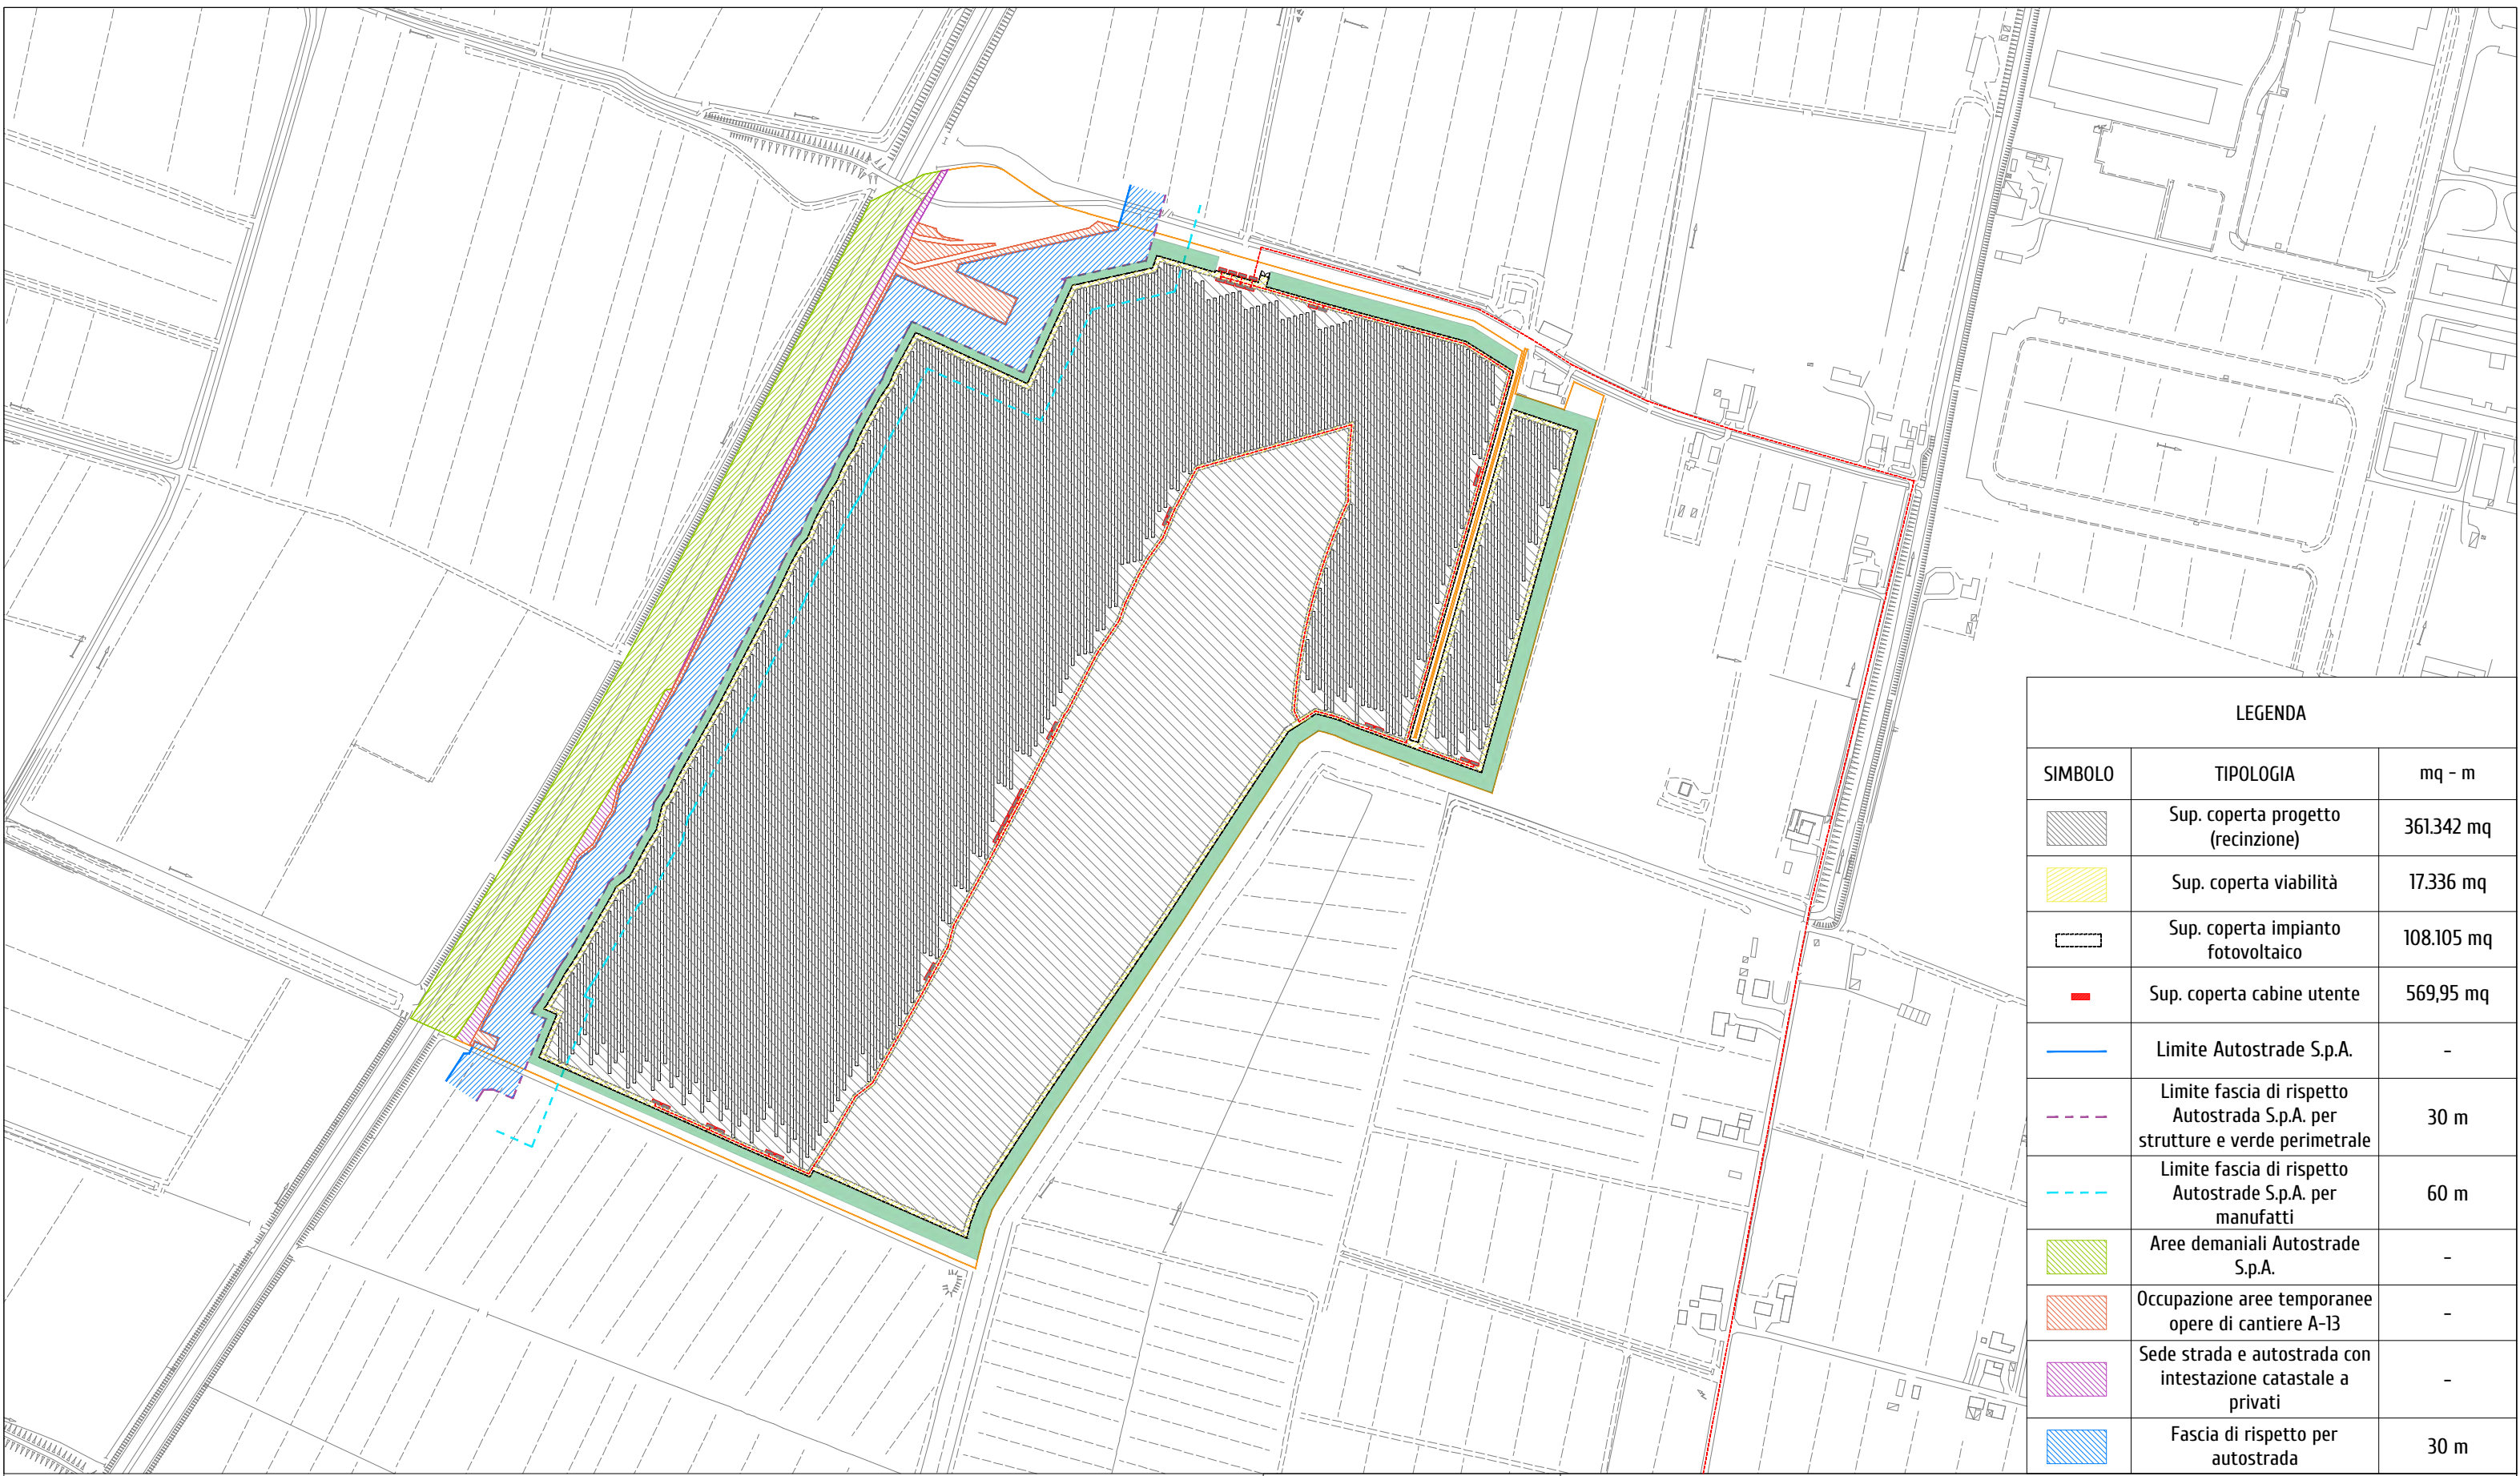 LEGENDA
SIMBOLO TIPOLOGIA mq - m
Sup. coperta progetto
(recinzione)
361.342 mq
Sup. coperta viabilità 17.336 mq
Sup. coperta impianto
fotovoltaico
108.105 mq
Sup. coperta cabine utente 569,95 mq
Limite Autostrade S.p.A. -
Limite fascia di rispetto
Autostrada S.p.A. per
strutture e verde perimetrale
30 m
Limite fascia di rispetto
Autostrade S.p.A. per
manufatti
60 m
Aree demaniali Autostrade
S.p.A.
-
Occupazione aree temporanee
opere di cantiere A-13
-
Sede strada e autostrada con
intestazione catastale a
privati
-
Fascia di rispetto per
autostrada
30 m